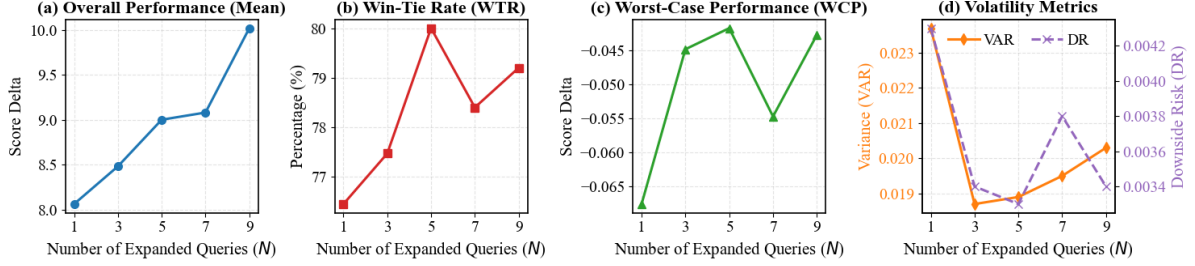 (a) Overall Performance (Mean)
10.0
9.5
9.0
8.5
8.0
Score Delta
1 3 5 7 9
Number of Expanded Queries (N)
(b) Win-Tie Rate (WTR)
80
79
78
77
Percentage (%)
1 3 5 7 9
Number of Expanded Queries (N)
(c) Worst-Case Performance (WCP)
−0.045
−0.050
−0.055
−0.060
−0.065
Score Delta
1 3 5 7 9
Number of Expanded Queries (N)
(d) Volatility Metrics
VAR DR
0.023
0.022
0.021
0.020
0.019
Variance (VAR)
0.0042
0.0040
0.0038
0.0036
0.0034
Downside Risk (DR)
1 3 5 7 9
Number of Expanded Queries (N)